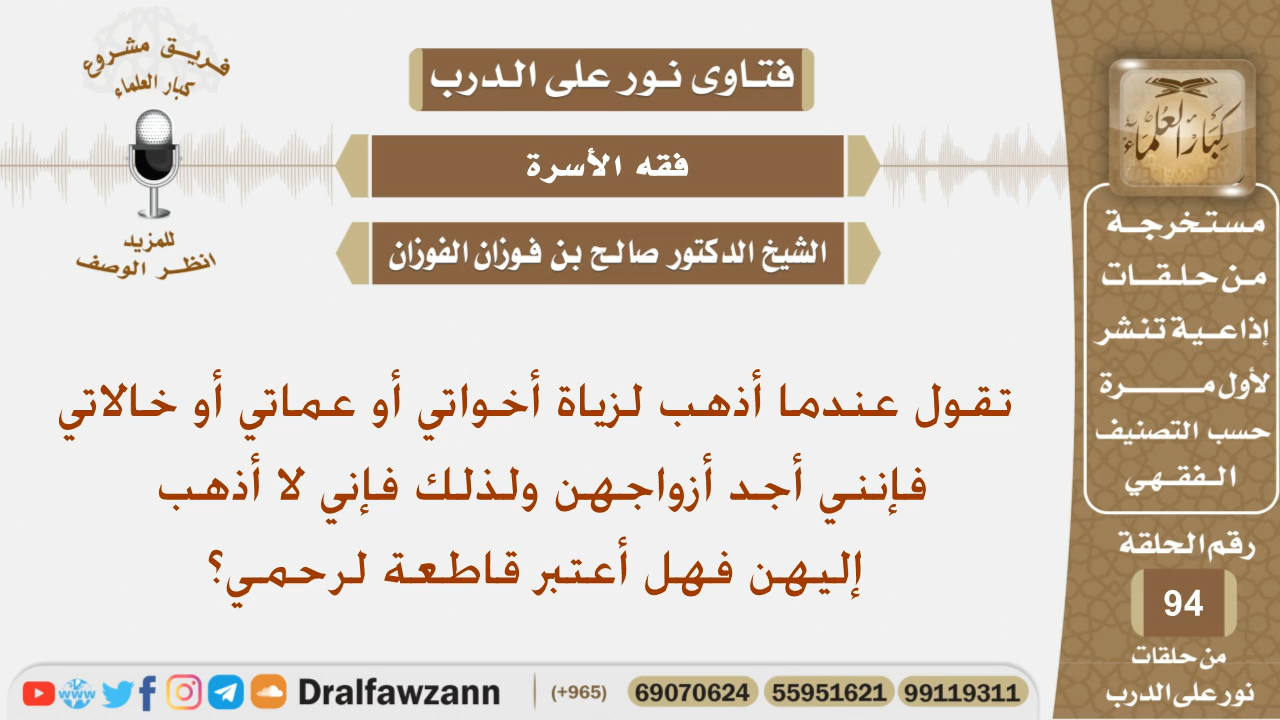 فريق مشروع
كبار العلماء
للمزيد
انظر الوصف
فتاوى نور على الدرب
فقه الأسرة
الشيخ الدكتور صالح بن فوزان الفوزان
تقول عندما أذهب لزياة أخواتي أو عماتي أو خالاتي
فإنني أجد أزواجهن ولذلك فإني لا أذهب
إليهن فهل أعتبر قاطعة لرحمي؟
كبار العلماء
مستخرجة
من حلقات
إذاعية تنشر
لأول مرة
حسب التصنيف
الفقهي
رقم الحلقة
94
من حلقات
نور على الدرب
Dralfawzann (+965) 69070624 55951621 99119311